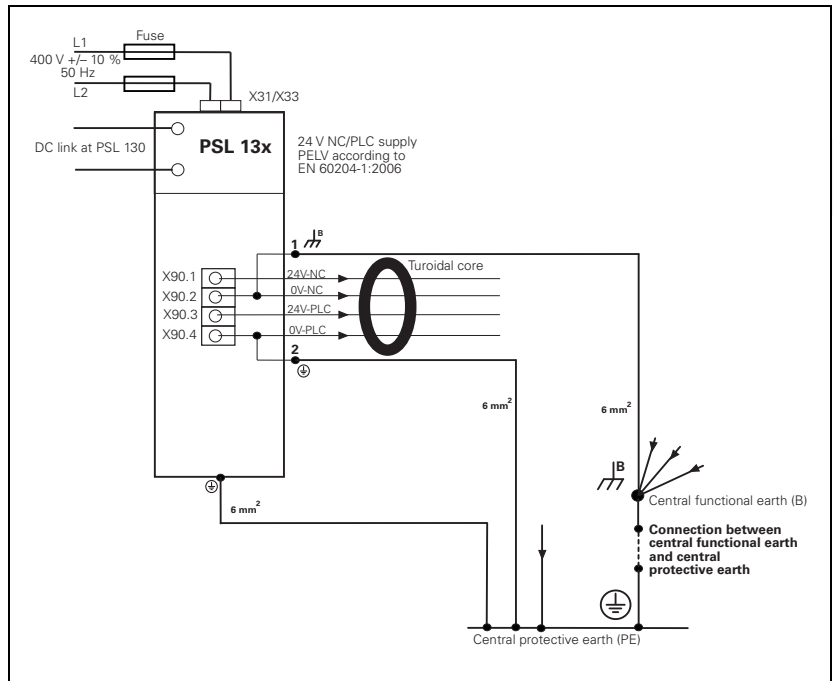 L1
Fuse
400 V +/– 10 %
50 Hz
L2
X31/X33
DC link at PSL 130
PSL 13x
24 V NC/PLC supply
PELV according to
EN 60204-1:2006
1
B
Turoidal core
X90.1
24V-NC
X90.2
0V-NC
X90.3
24V-PLC
X90.4
0V-PLC
2
6 mm²
6 mm²
B
Central functional earth (B)
6 mm²
Connection between
central functional earth
and central
protective earth
Central protective earth (PE)